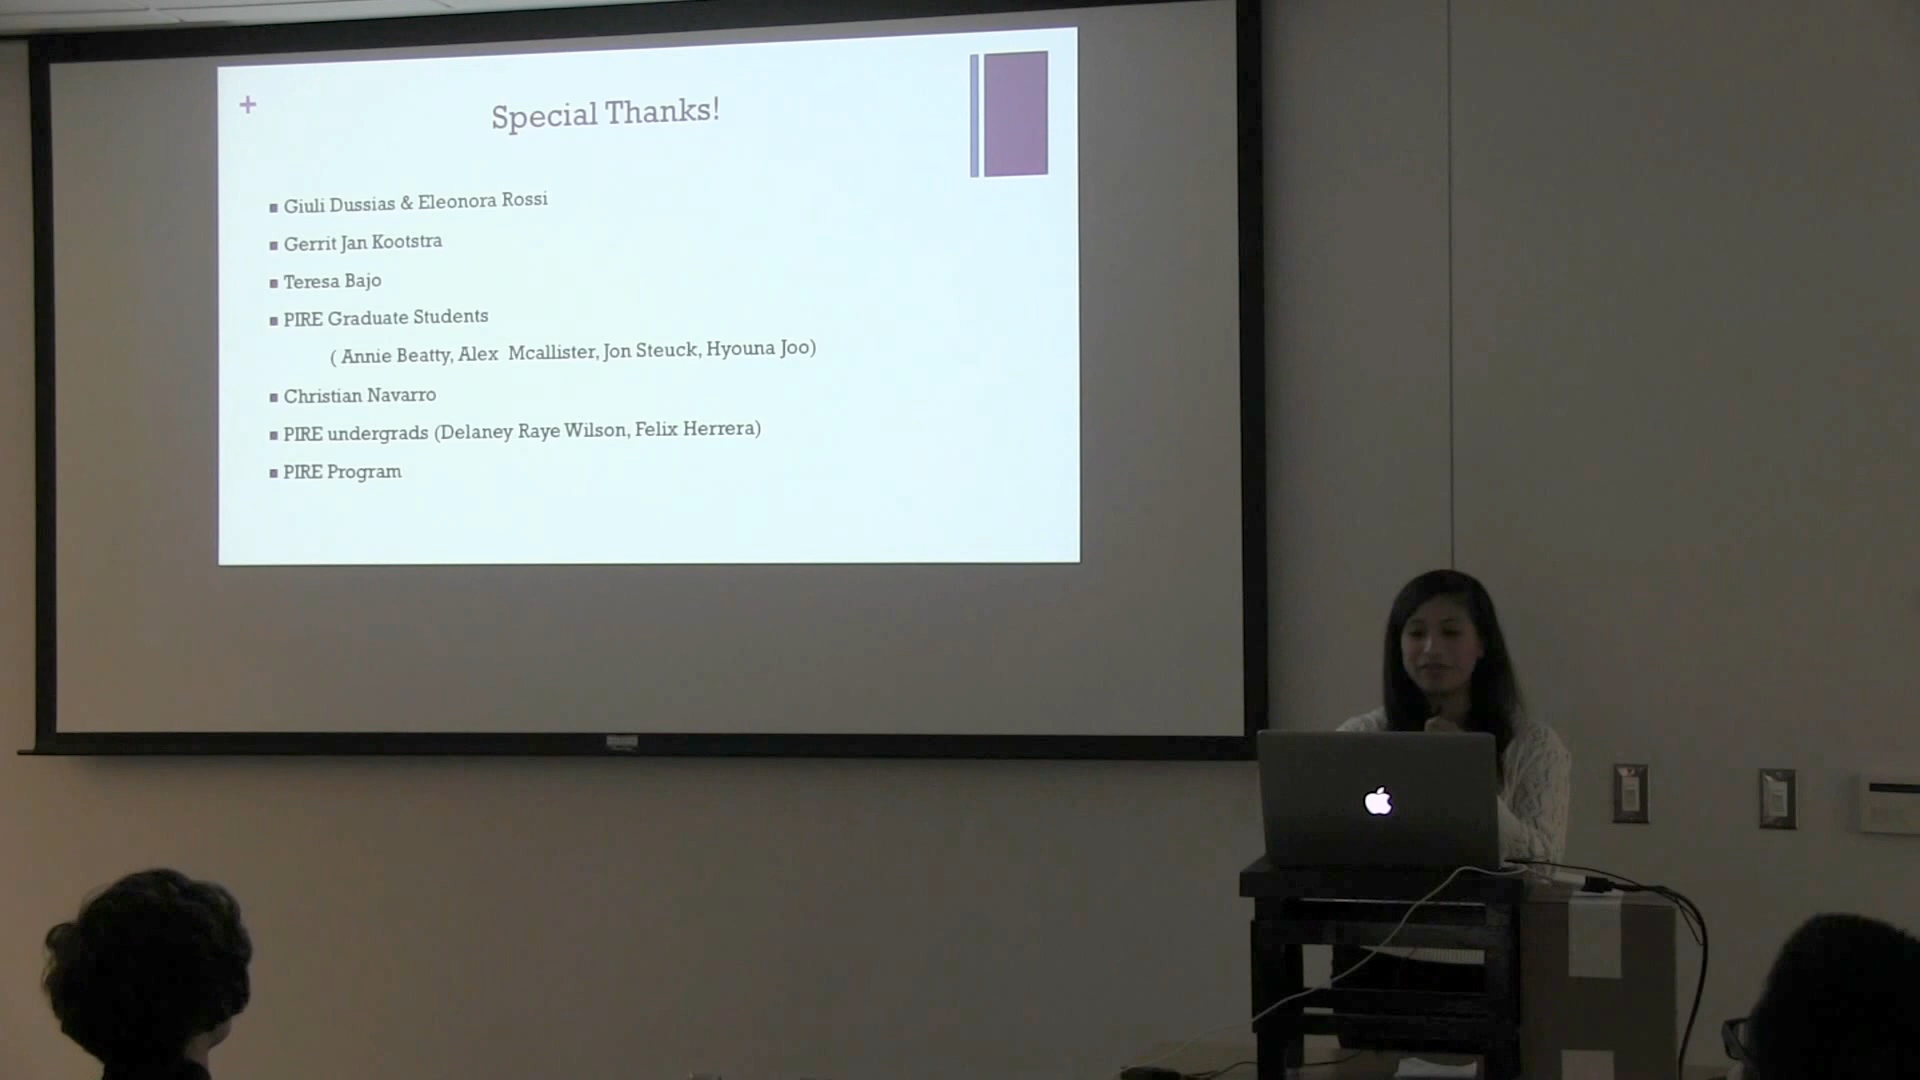 +
Special Thanks!
■ Giuli Dussias & Eleonora Rossi
■ Gerrit Jan Kootstra
■ Teresa Bajo
■ PIRE Graduate Students
( Annie Beatty, Alex Mcallister, Jon Steuck, Hyouna Joo)
■ Christian Navarro
■ PIRE undergrads (Delaney Raye Wilson, Felix Herrera)
■ PIRE Program